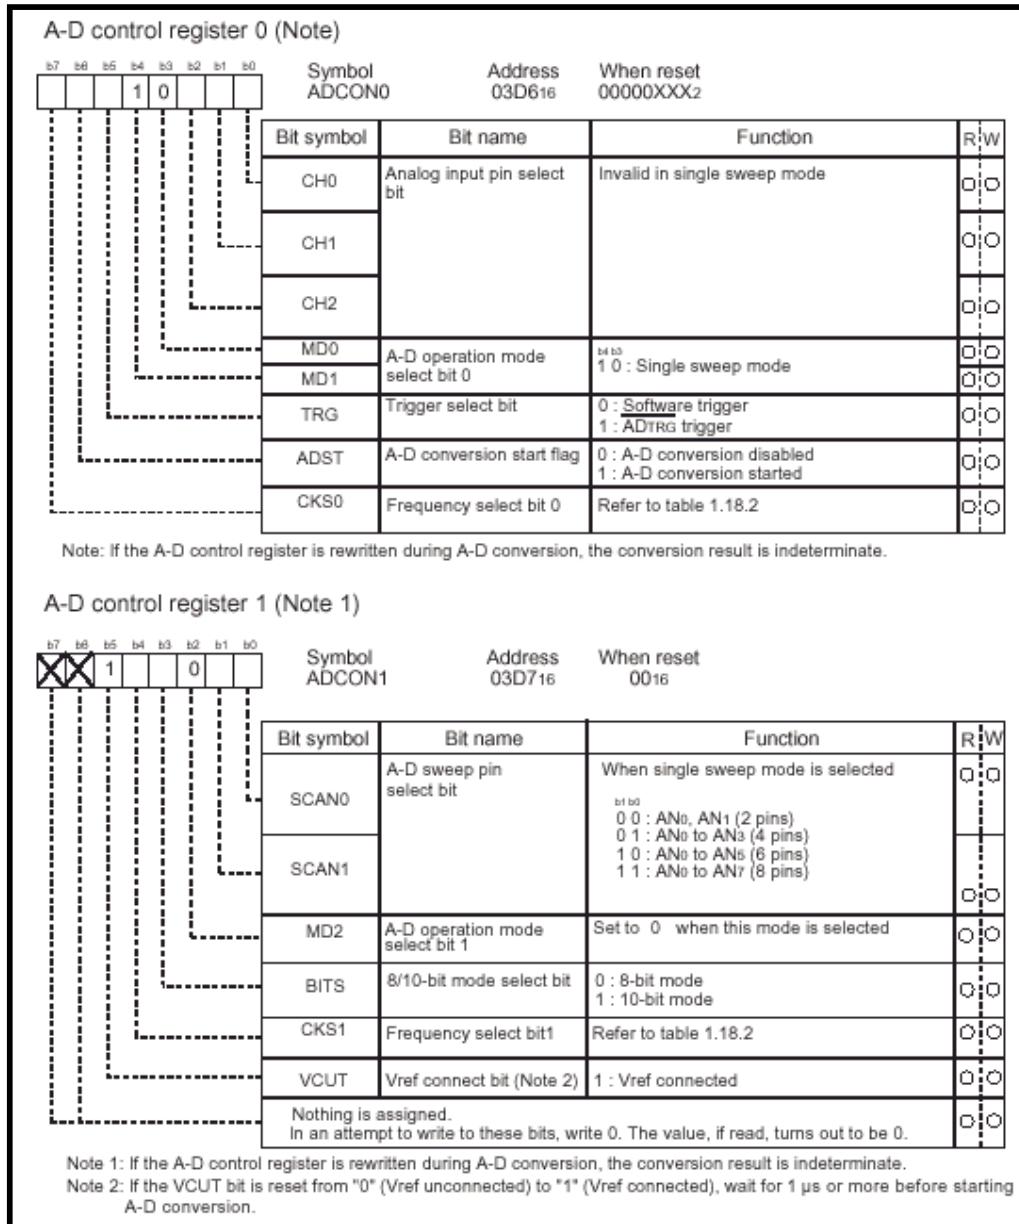 A-D control register 0 (Note)
b7 b6 b5 b4 b3 b2 b1 b0
1 0
Symbol Address When reset
ADCON0 03D616 00000XXX2
Bit symbol Bit name Function R W
CH0 Analog input pin select bit Invalid in single sweep mode
CH1
CH2
MD0 A-D operation mode select bit 0 b4 b3
MD1 1 0 : Single sweep mode
TRG Trigger select bit 0 : Software trigger
1 : ADTRG trigger
ADST A-D conversion start flag 0 : A-D conversion disabled
1 : A-D conversion started
CKS0 Frequency select bit 0 Refer to table 1.18.2
Note: If the A-D control register is rewritten during A-D conversion, the conversion result is indeterminate.
A-D control register 1 (Note 1)
b7 b6 b5 b4 b3 b2 b1 b0
1 0
Symbol Address When reset
ADCON1 03D716 0016
Bit symbol Bit name Function R W
SCAN0 A-D sweep pin select bit When single sweep mode is selected
b1 b0
0 0 : AN0, AN1 (2 pins)
0 1 : AN0 to AN3 (4 pins)
1 0 : AN0 to AN5 (6 pins)
SCAN1 1 1 : AN0 to AN7 (8 pins)
MD2 A-D operation mode select bit 1 Set to 0 when this mode is selected
BITS 8/10-bit mode select bit 0 : 8-bit mode
1 : 10-bit mode
CKS1 Frequency select bit1 Refer to table 1.18.2
VCUT Vref connect bit (Note 2) 1 : Vref connected
Nothing is assigned.
In an attempt to write to these bits, write 0. The value, if read, turns out to be 0.
Note 1: If the A-D control register is rewritten during A-D conversion, the conversion result is indeterminate.
Note 2: If the VCUT bit is reset from "0" (Vref unconnected) to "1" (Vref connected), wait for 1 µs or more before starting
A-D conversion.